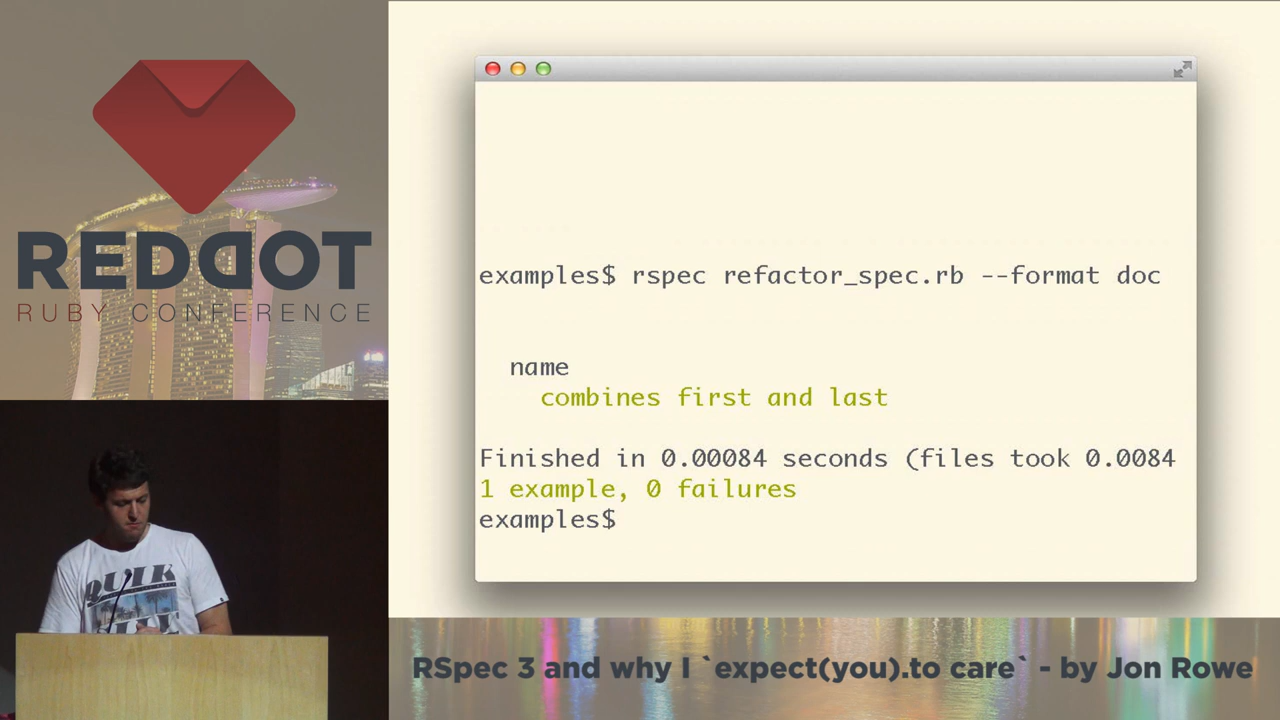 REDDOT
RUBY CONFERENCE
QUIK
examples$ rspec refactor_spec.rb --format doc
name
combines first and last
Finished in 0.00084 seconds (files took 0.0084
1 example, 0 failures
examples$
RSpec 3 and why I `expect(you).to care` - by Jon Rowe